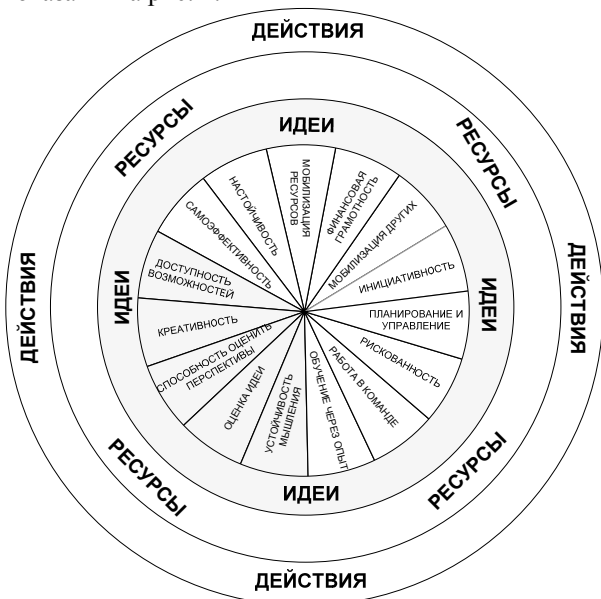 ДЕЙСТВИЯ
РЕСУРСЫ
РЕСУРСЫ
ИДЕИ
МОБИЛИЗАЦИЯ
РЕСУРСОВ
ФИНАНСОВАЯ
ГРАМОТНОСТЬ
МОБИЛИЗАЦИЯ ДРУГИХ
ИНИЦИАТИВНОСТЬ
ПЛАНИРОВАНИЕ И
УПРАВЛЕНИЕ
РИСКОВАННОСТЬ
РАБОТА В КОМАНДЕ
ОБУЧЕНИЕ ЧЕРЕЗ ОПЫТ
УСТОЙЧИВОСТЬ
МЫШЛЕНИЯ
ОЦЕНКА ИДЕИ
СПОСОБНОСТЬ ОЦЕНИТЬ
ПЕРСПЕКТИВЫ
КРЕАТИВНОСТЬ
ДОСТУПНОСТЬ
ВОЗМОЖНОСТЕЙ
САМОЭФФЕКТИВНОСТЬ
НАСТОЙЧИВОСТЬ
ДЕЙСТВИЯ
ИДЕИ
ИДЕИ
ДЕЙСТВИЯ
РЕСУРСЫ
РЕСУРСЫ
ИДЕИ
ДЕЙСТВИЯ